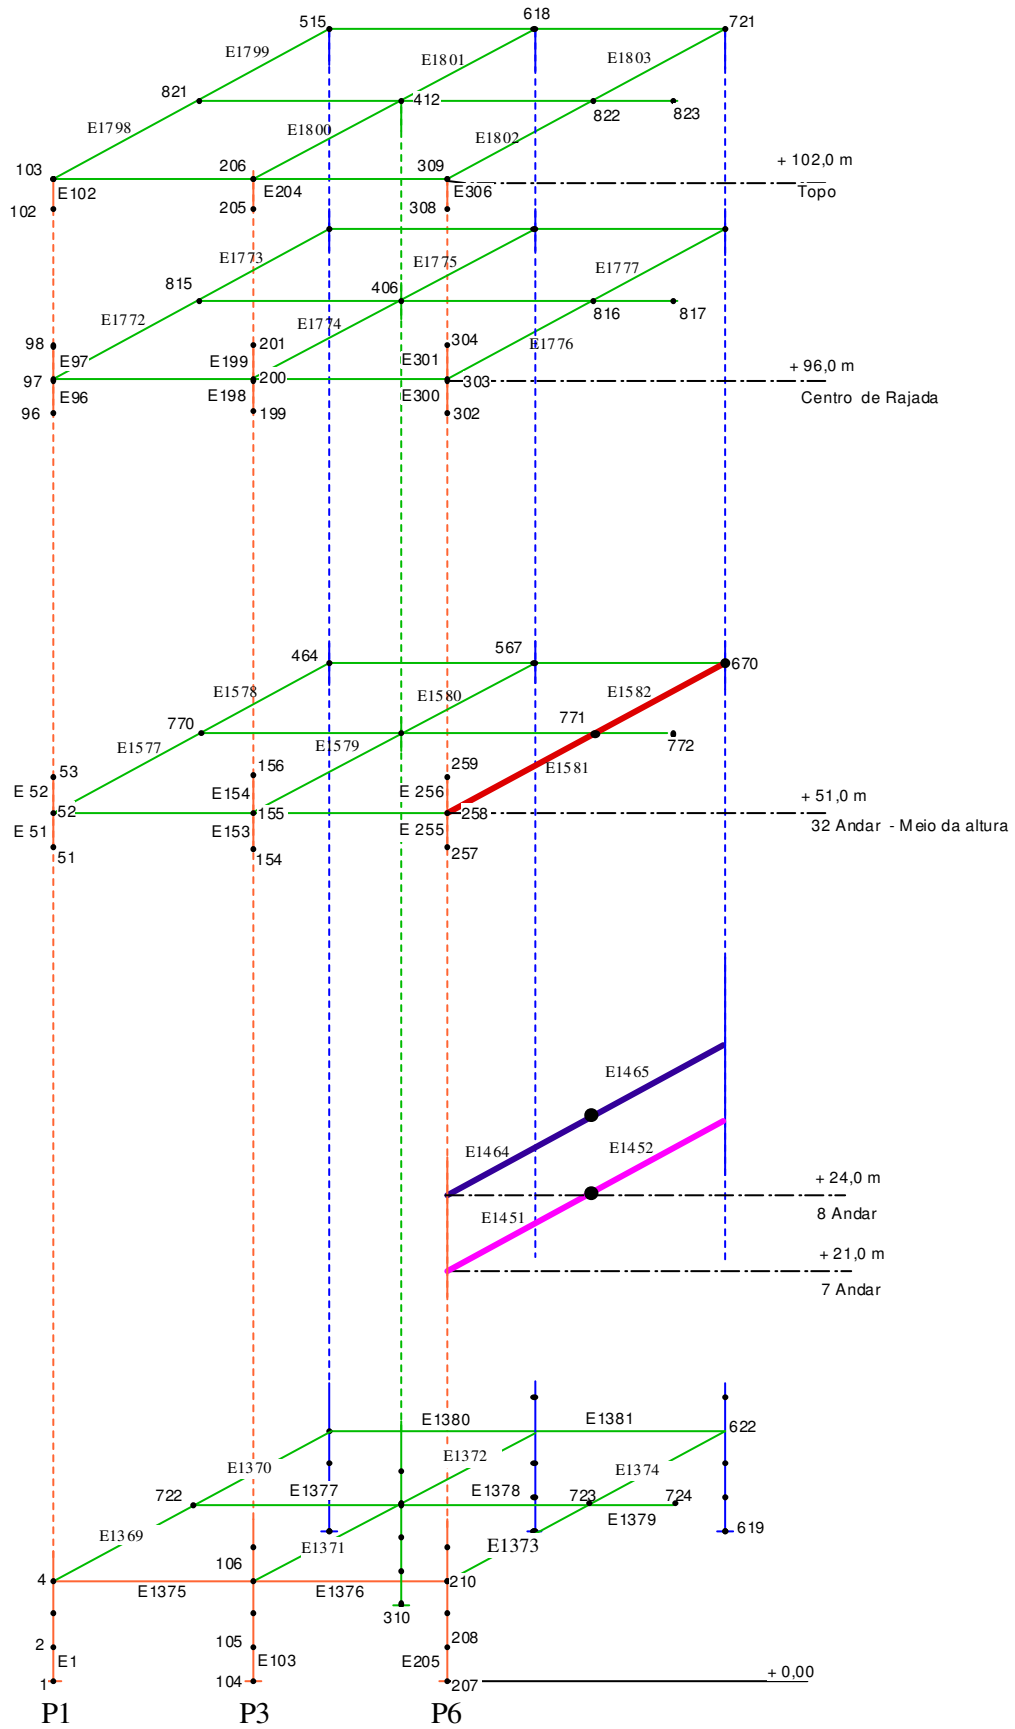 515
618
721
E1799
E1801
E1803
821
412
822
823
E1798
E1800
E1802
103
206
309
+ 102,0 m
E102
E204
E306
Topo
102
205
308
E1773
E1775
E1777
815
406
816
817
E1772
E1774
E1776
98
201
304
E97
E199
E301
+ 96,0 m
97
200
303
E96
E198
E300
Centro de Rajada
96
199
302
464
567
670
E1578
E1580
E1582
770
771
772
E1577
E1579
E1581
53
156
259
E 52
E154
E 256
+ 51,0 m
52
155
258
E 51
E153
E 255
32 Andar - Meio da altura
51
154
257
E1465
E1464
E1452
+ 24,0 m
8 Andar
E1451
+ 21,0 m
7 Andar
E1380
E1381
622
E1370
E1372
E1374
722
E1377
E1378
723
724
E1379
E1369
E1371
E1373
619
106
4
E1375
E1376
210
310
2
105
208
E1
E103
E205
1
104
207
+ 0,00
P1
P3
P6